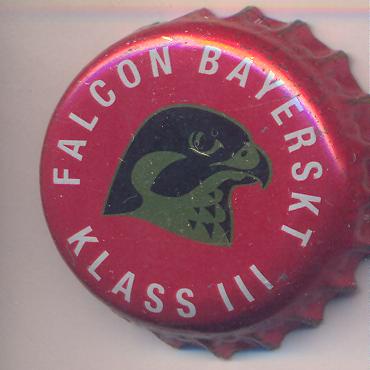 FALCON BAYERSKT
KLASS III